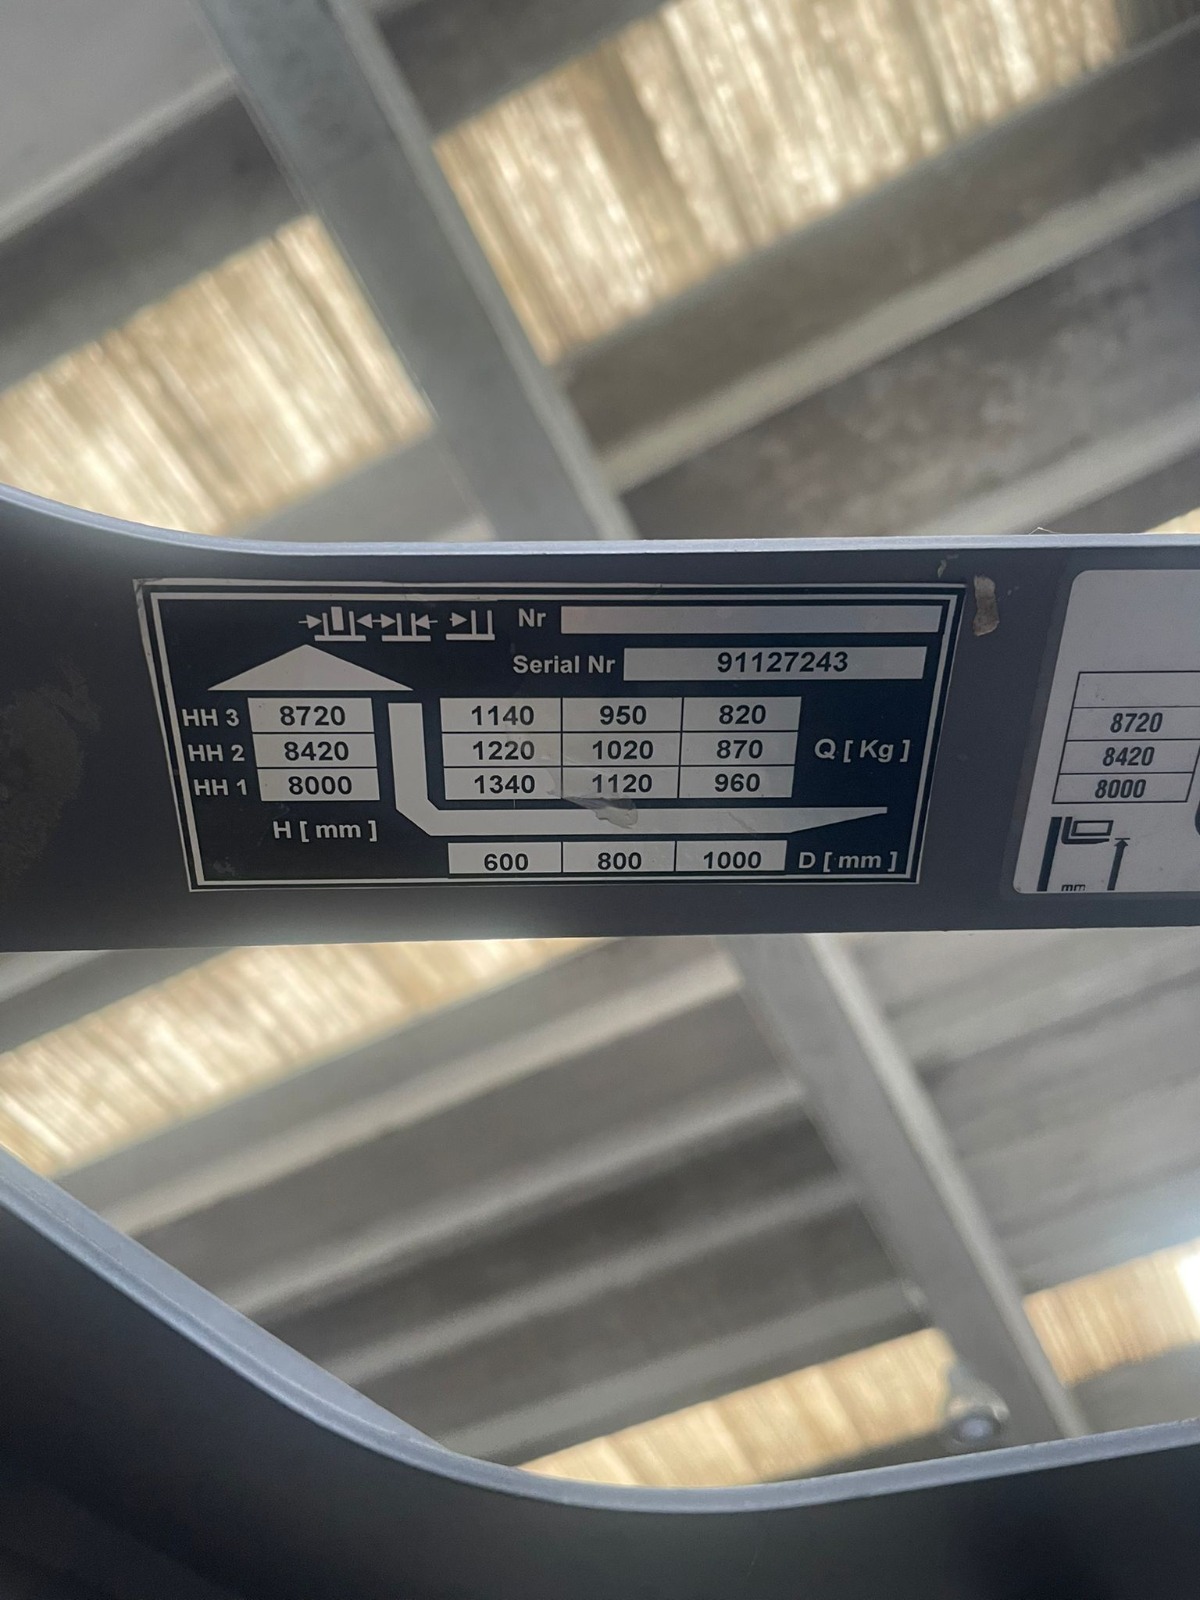 Nr
Serial Nr 91127243
HH 3 8720 1140 950 820
HH 2 8420 1220 1020 870 Q [ Kg ]
HH 1 8000 1340 1120 960
H [ mm ]
600 800 1000 D [ mm ]
8720
8420
8000
mm